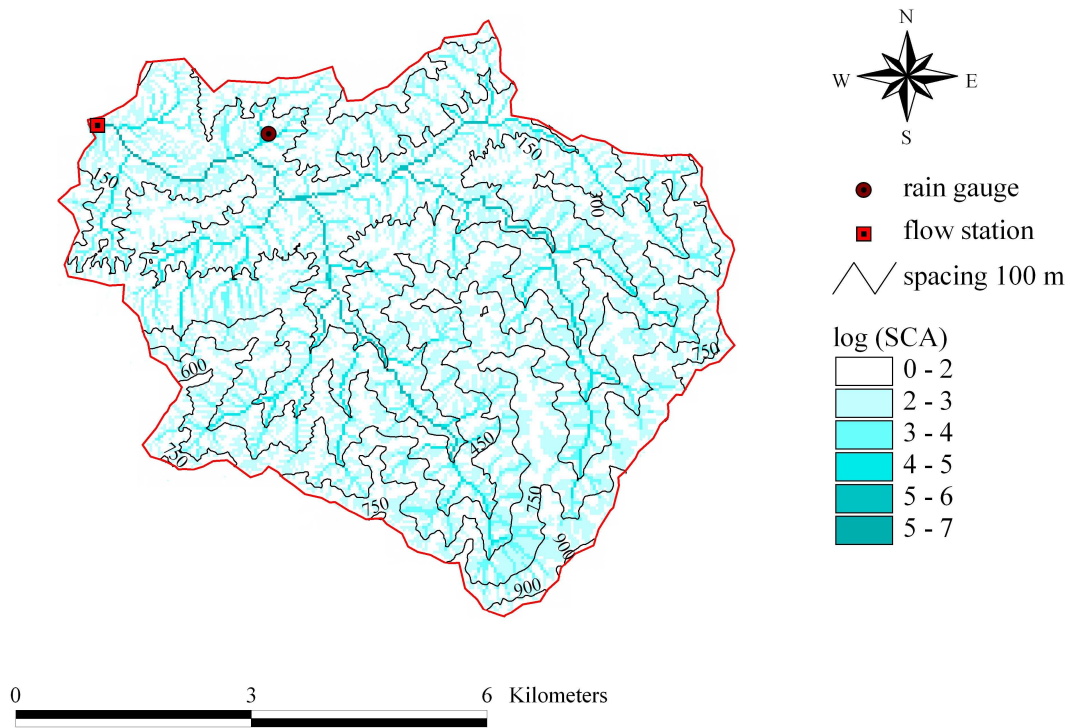 N
W E
S
rain gauge
flow station
spacing 100 m
log (SCA)
0 - 2
2 - 3
3 - 4
4 - 5
5 - 6
5 - 7
150
150
300
600
750
450
750
750
750
900
900
0 3 6 Kilometers